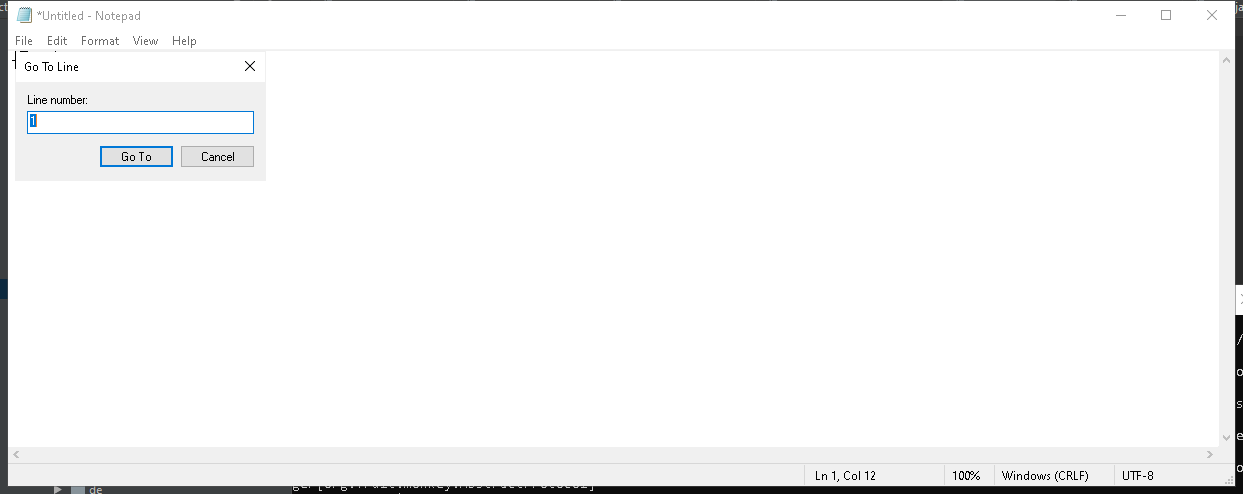 *Untitled - Notepad
File Edit Format View Help
Go To Line
Line number:
1
Go To Cancel
Ln 1, Col 12 100% Windows (CRLF) UTF-8
de